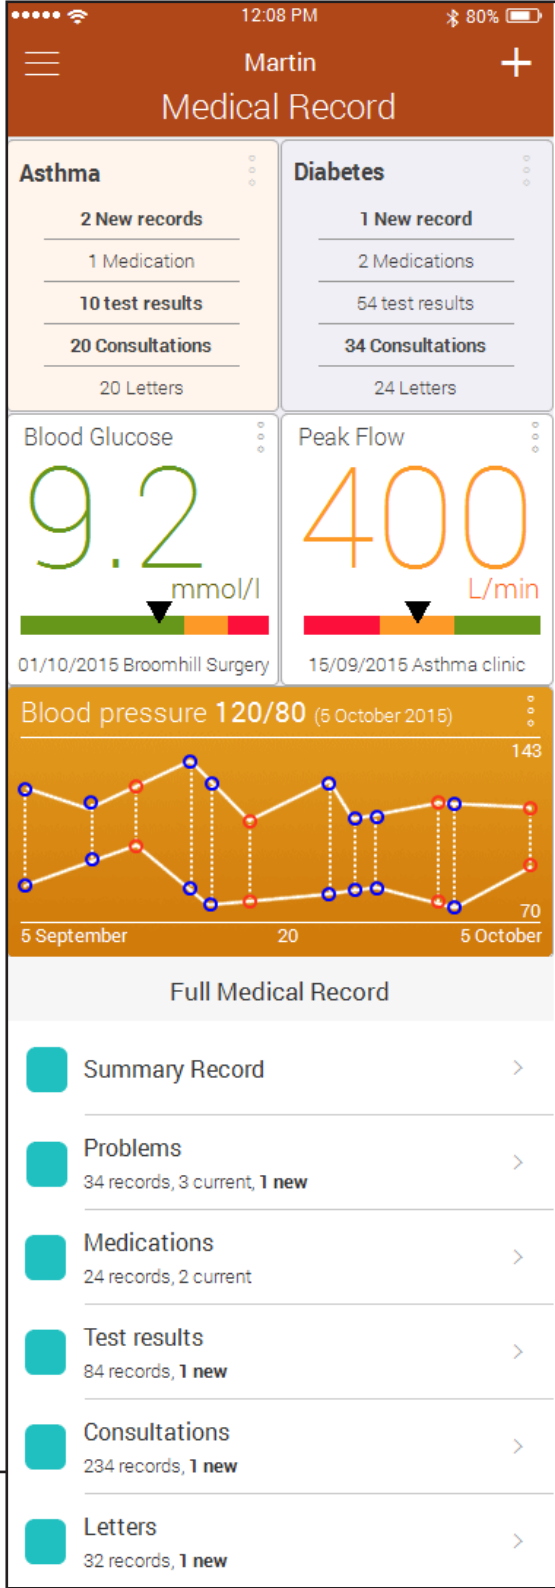 12:08 PM
80%
Martin
Medical Record
Asthma
2 New records
1 Medication
10 test results
20 Consultations
20 Letters
Diabetes
1 New record
2 Medications
54 test results
34 Consultations
24 Letters
Blood Glucose
9.2
mmol/l
01/10/2015 Broomhill Surgery
Peak Flow
400
L/min
15/09/2015 Asthma clinic
Blood pressure 120/80 (5 October 2015)
143
70
5 September 20 5 October
Full Medical Record
Summary Record
Problems
34 records, 3 current, 1 new
Medications
24 records, 2 current
Test results
84 records, 1 new
Consultations
234 records, 1 new
Letters
32 records, 1 new